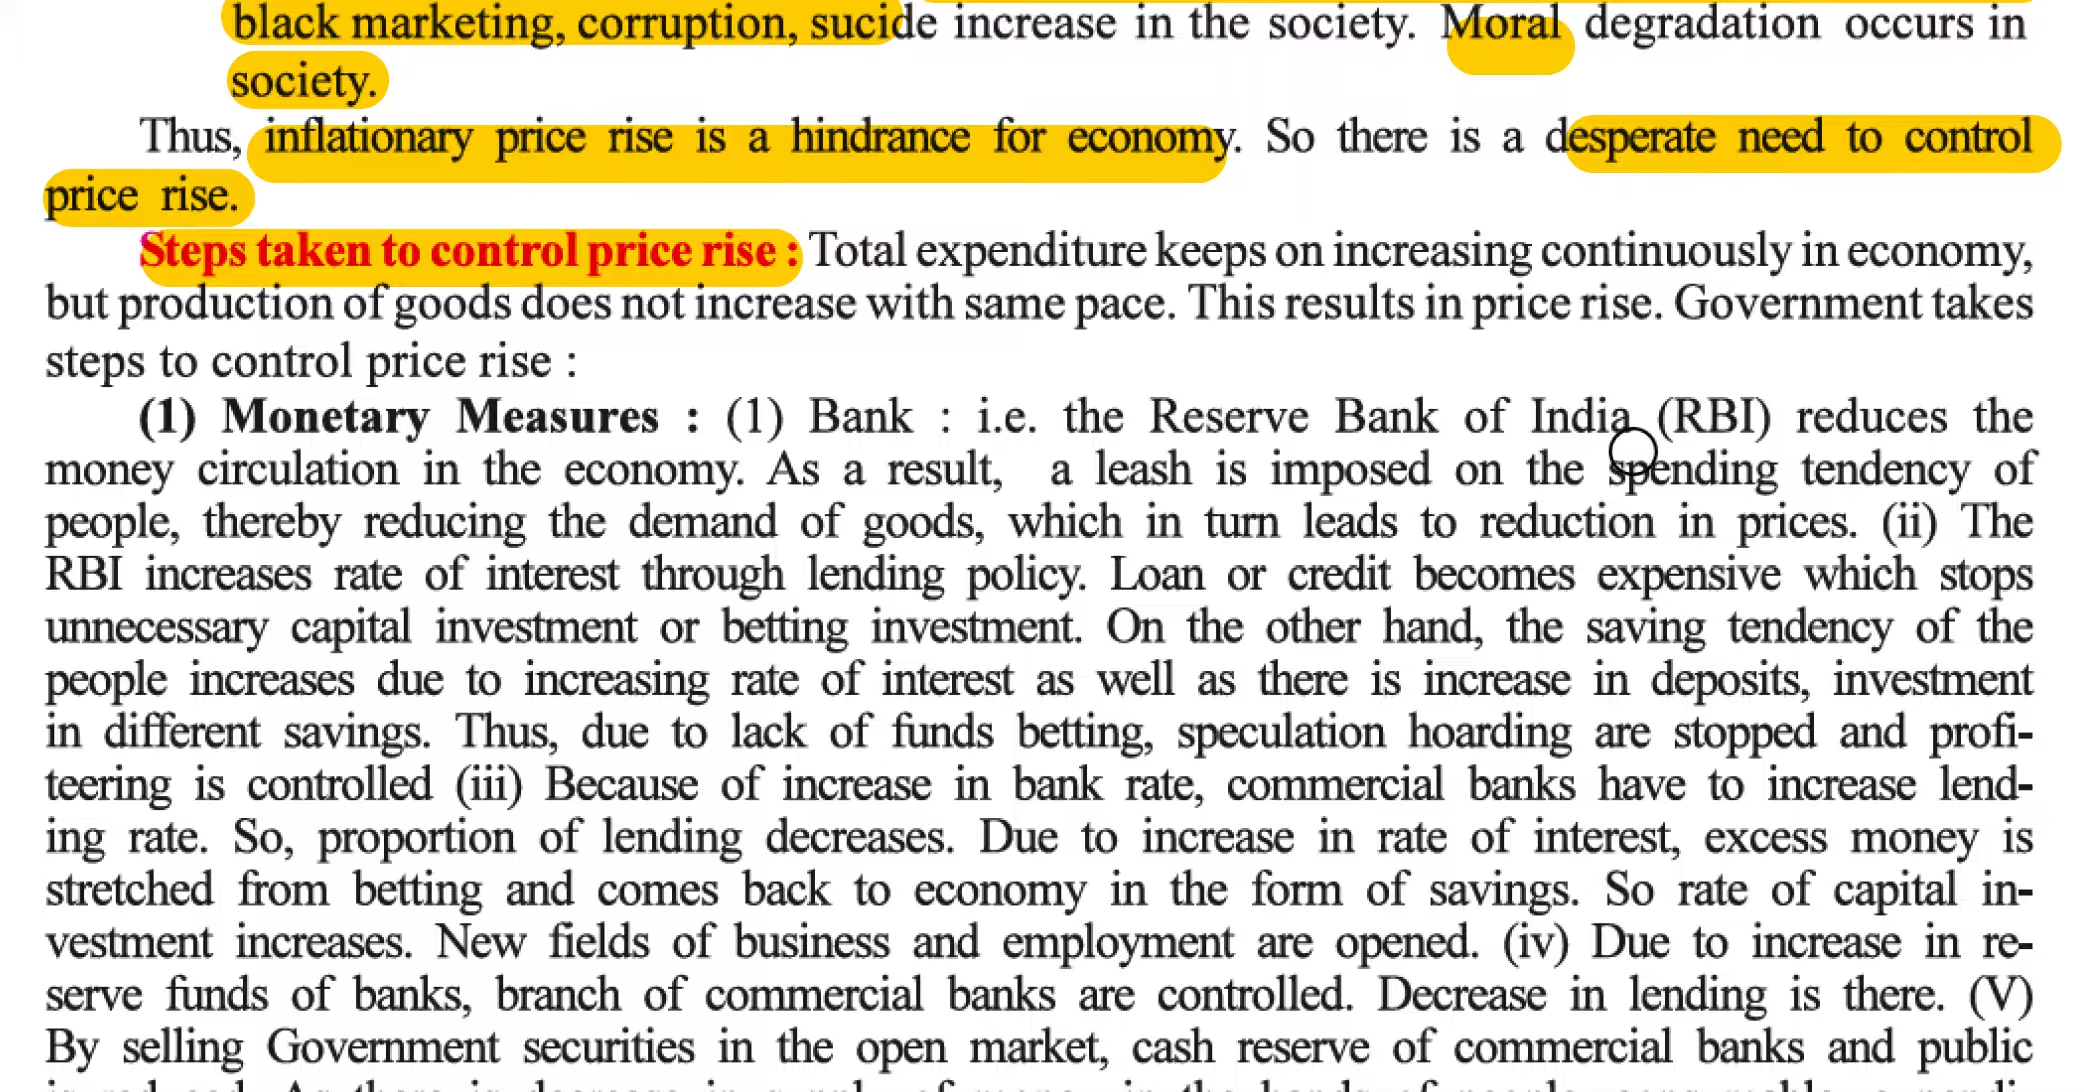 black marketing, corruption, sucide increase in the society. Moral degradation occurs in
society.
Thus, inflationary price rise is a hindrance for economy. So there is a desperate need to control
price rise.
Steps taken to control price rise : Total expenditure keeps on increasing continuously in economy,
but production of goods does not increase with same pace. This results in price rise. Government takes
steps to control price rise :
(1) Monetary Measures : (1) Bank : i.e. the Reserve Bank of India (RBI) reduces the
money circulation in the economy. As a result, a leash is imposed on the spending tendency of
people, thereby reducing the demand of goods, which in turn leads to reduction in prices. (ii) The
RBI increases rate of interest through lending policy. Loan or credit becomes expensive which stops
unnecessary capital investment or betting investment. On the other hand, the saving tendency of the
people increases due to increasing rate of interest as well as there is increase in deposits, investment
in different savings. Thus, due to lack of funds betting, speculation hoarding are stopped and profi-
teering is controlled (iii) Because of increase in bank rate, commercial banks have to increase lend-
ing rate. So, proportion of lending decreases. Due to increase in rate of interest, excess money is
stretched from betting and comes back to economy in the form of savings. So rate of capital in-
vestment increases. New fields of business and employment are opened. (iv) Due to increase in re-
serve funds of banks, branch of commercial banks are controlled. Decrease in lending is there. (V)
By selling Government securities in the open market, cash reserve of commercial banks and public